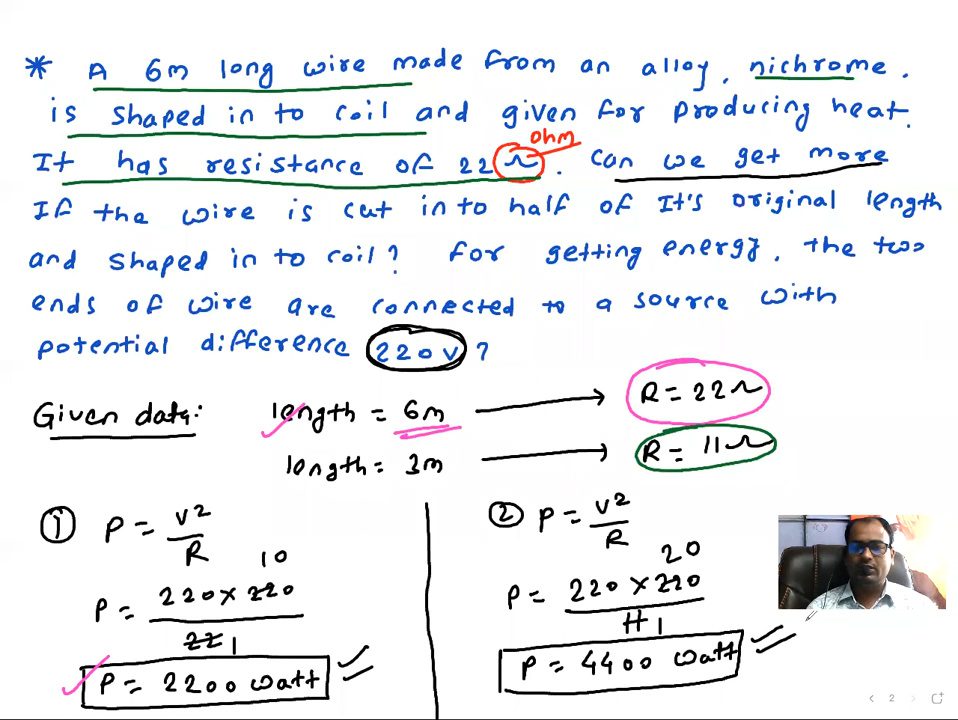 * A 6m long wire made from an alloy, nichrome,
is shaped in to coil and given for producing heat.
ohm
It has resistance of 22 Ω. Can we get more
If the wire is cut in to half of It's original length
and shaped in to coil? For getting energy, the two
ends of wire are connected to a source with
potential difference 220 V ?
Given data: length = 6m → R = 22 Ω
length = 3m → R = 11 Ω
① P = V²/R
10
P = 220 × 220 / 22 1
P = 2200 watt
② P = V²/R
20
P = 220 × 220 / 11 1
P = 4400 watt
2